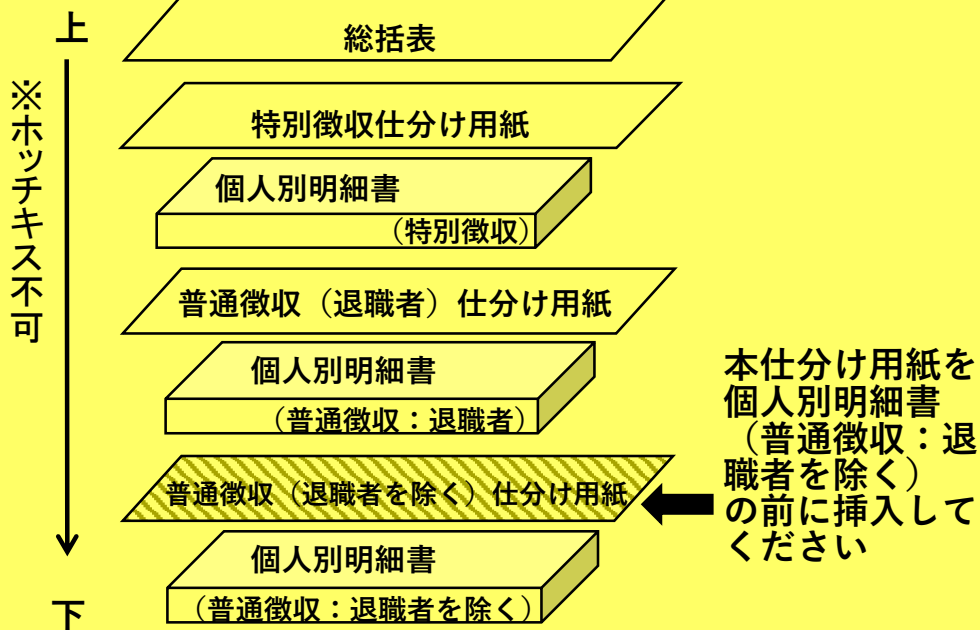 上
※ホッチキス不可
下
総括表
特別徴収仕分け用紙
個人別明細書
（特別徴収）
普通徴収（退職者）仕分け用紙
個人別明細書
（普通徴収：退職者）
普通徴収（退職者を除く）仕分け用紙
個人別明細書
（普通徴収：退職者を除く）
本仕分け用紙を
個人別明細書
（普通徴収：退
職者を除く）
の前に挿入して
ください